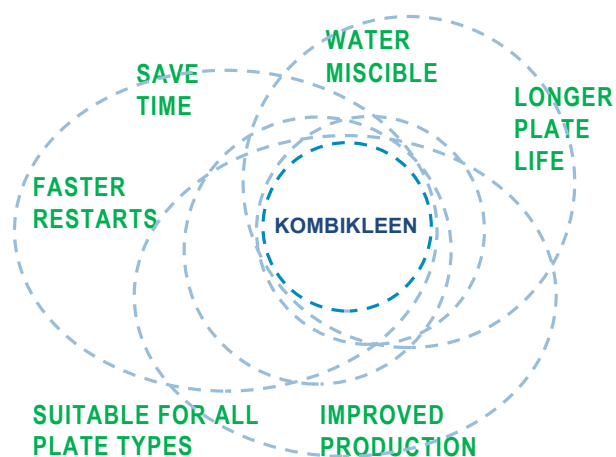 WATER
MISCIBLE
SAVE
TIME
LONGER
PLATE
LIFE
FASTER
RESTARTS
KOMBIKLEEN
SUITABLE FOR ALL
PLATE TYPES
IMPROVED
PRODUCTION